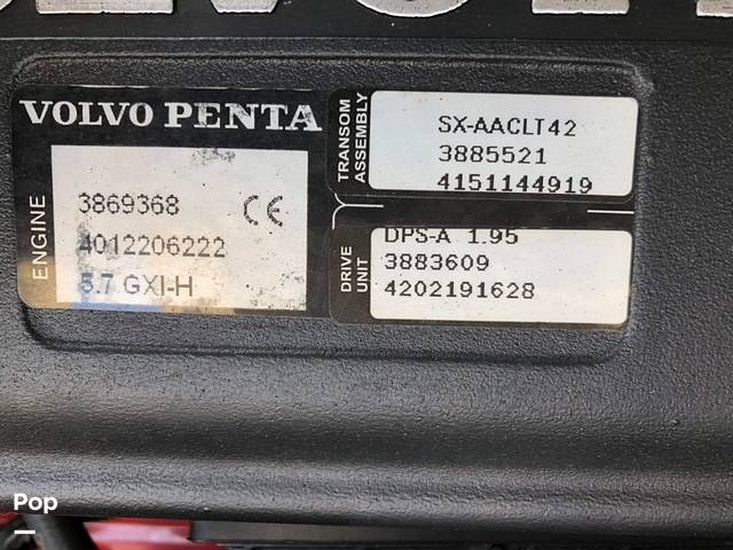 VOLVO PENTA
ENGINE
3869368
CE
4012206222
5.7 GXI-H
TRANSOM
ASSEMBLY
SX-AACLT42
3885521
4151144919
DRIVE
UNIT
DPS-A 1.95
3883609
4202191628
Pop